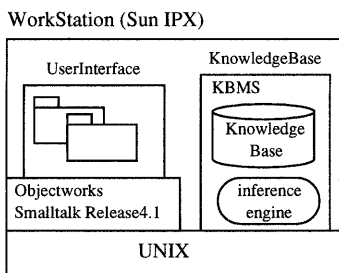 WorkStation (Sun IPX)
UserInterface
KnowledgeBase
KBMS
Knowledge
Base
Objectworks
Smalltalk Release4.1
inference
engine
UNIX